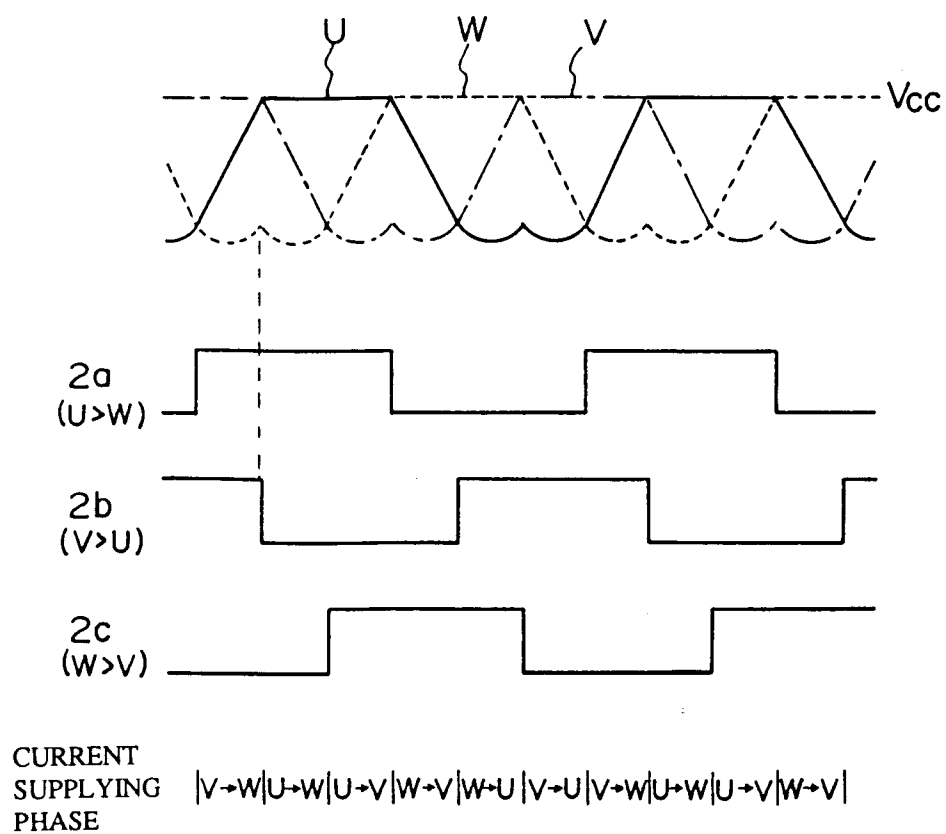 U W V
Vcc
2a
(U>W)
2b
(V>U)
2c
(W>V)
CURRENT
SUPPLYING
PHASE
|V→W|U→W|U→V|W→V|W→U|V→U|V→W|U→W|U→V|W→V|